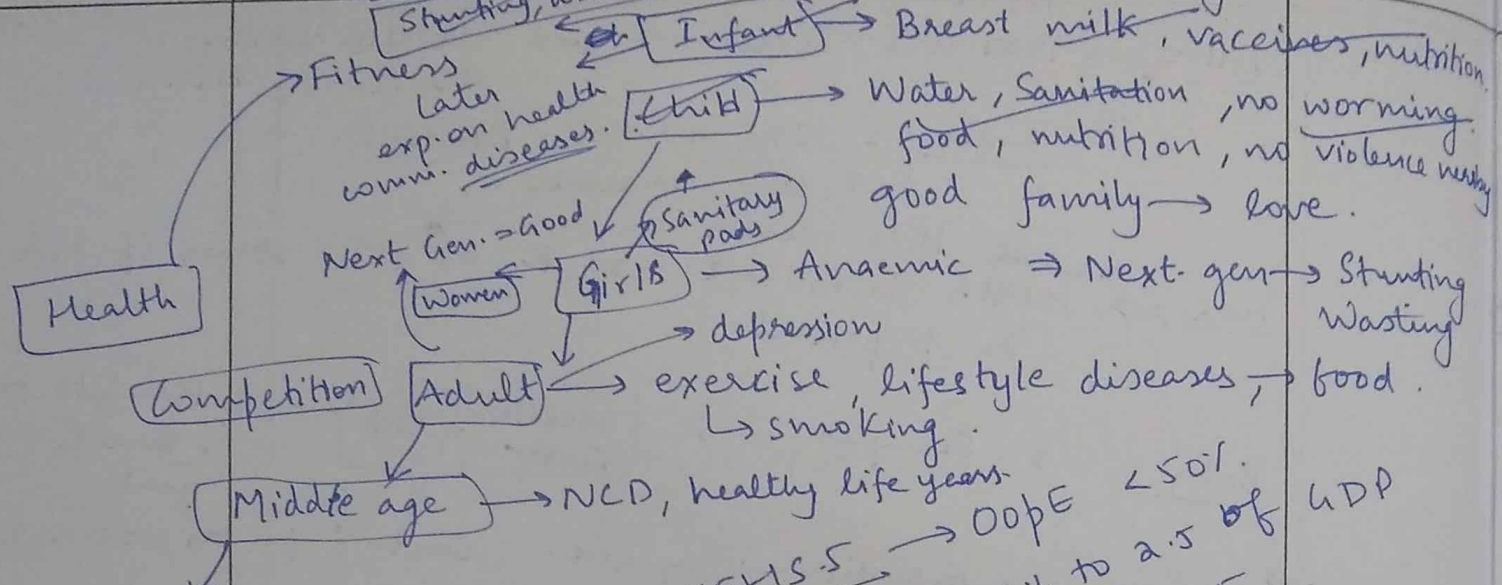 Stunting,
Infant → Breast milk, vaccines, nutrition
→ Fitness
Later
exp. on health
comm. diseases.
Child → Water, Sanitation, no worming.
food, nutrition, no violence nearby
good family → love.
Sanitary
pads
Next Gen. = Good
Women
Girls → Anaemic ⇒ Next gen → Stunting
Wasting
Health
→ depression
Competition
Adult → exercise, lifestyle diseases, → food.
↳ smoking.
Middle age → NCD, healthy life years.
→ OOpE <50%.
to 2.5 of GDP